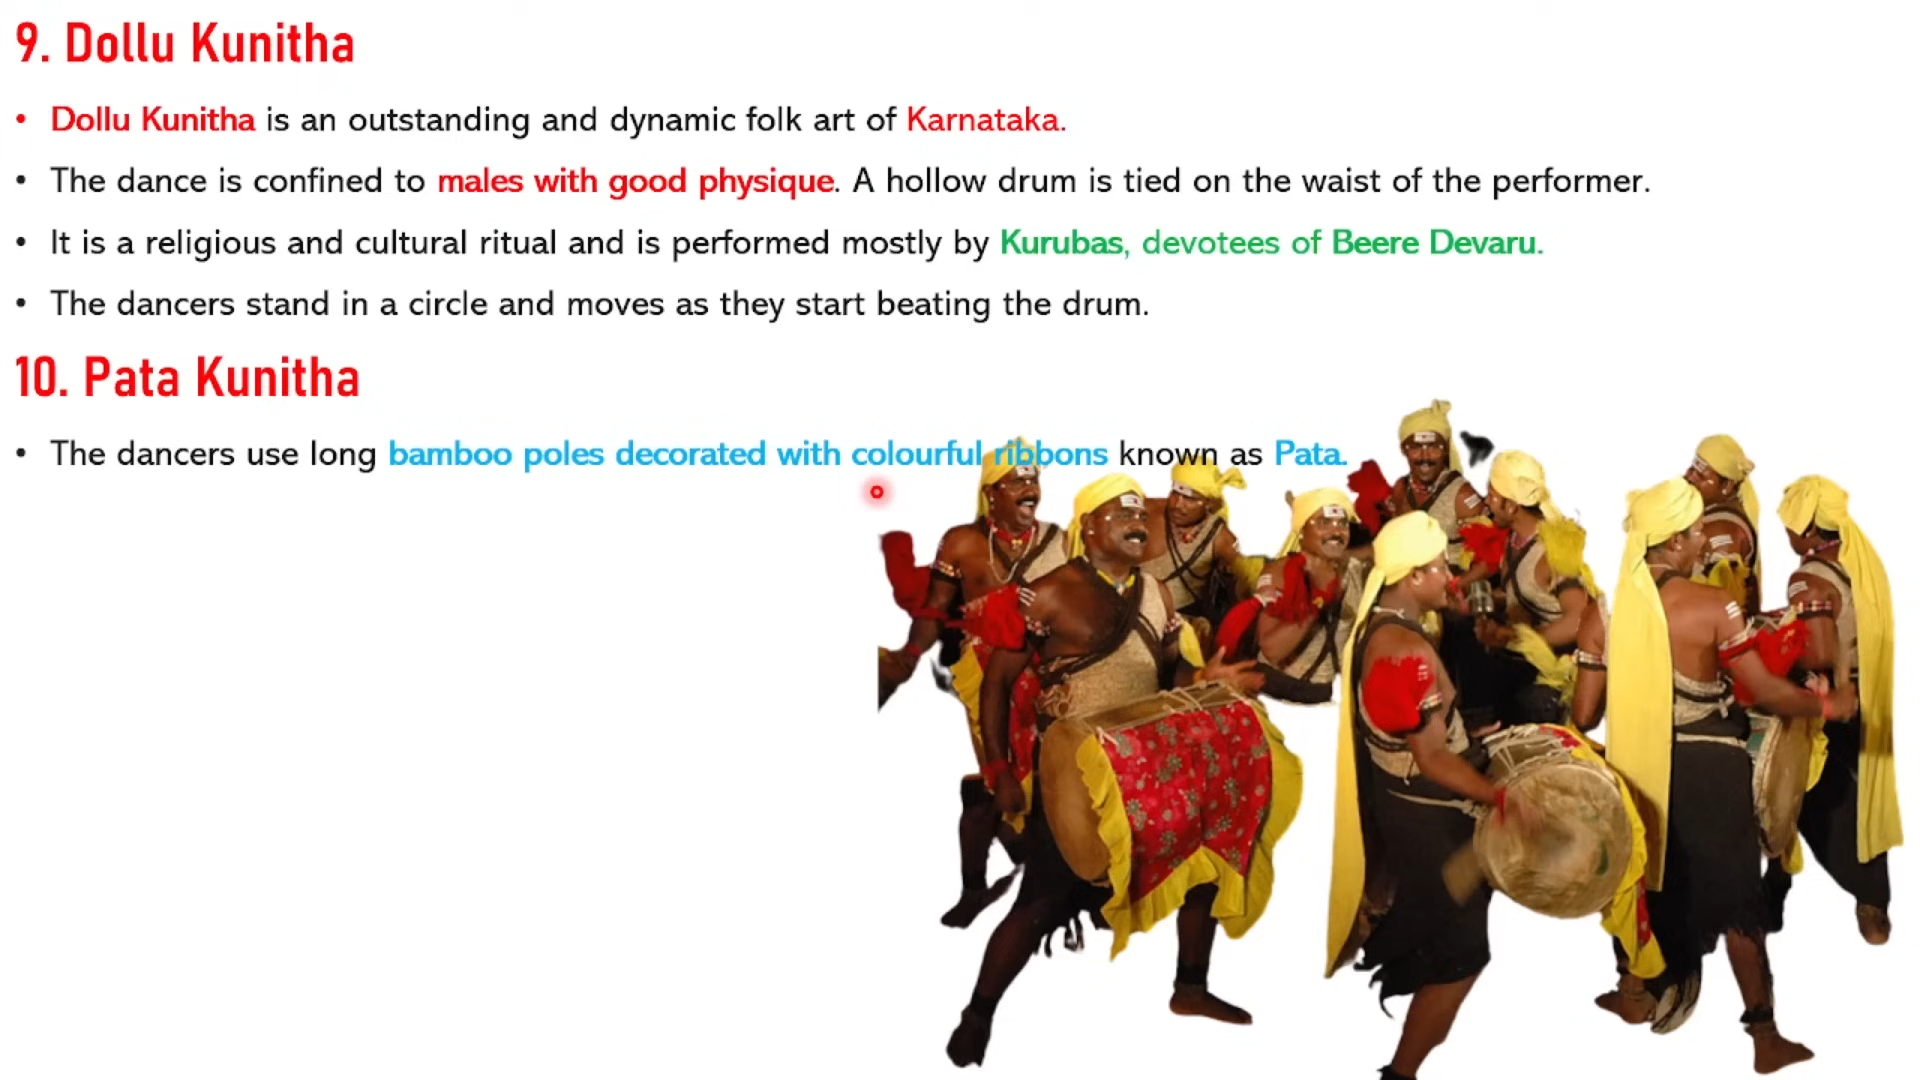 9. Dollu Kunitha
• Dollu Kunitha is an outstanding and dynamic folk art of Karnataka.
• The dance is confined to males with good physique. A hollow drum is tied on the waist of the performer.
• It is a religious and cultural ritual and is performed mostly by Kurubas, devotees of Beere Devaru.
• The dancers stand in a circle and moves as they start beating the drum.
10. Pata Kunitha
• The dancers use long bamboo poles decorated with colourful ribbons known as Pata.